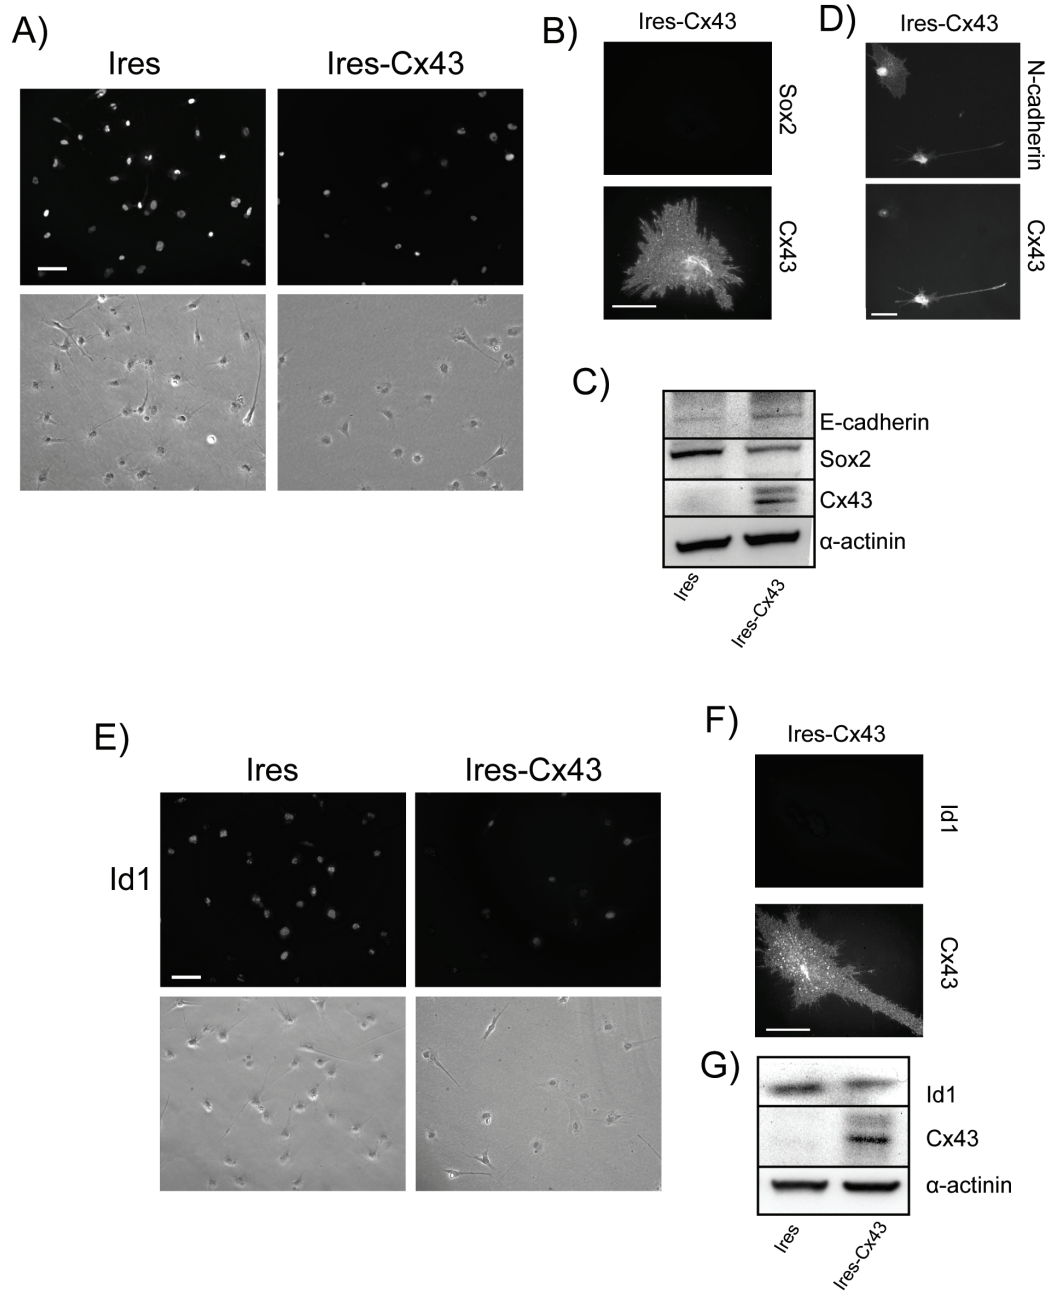 A)
Ires
Ires-Cx43
B)
Ires-Cx43
Sox2
Cx43
D)
Ires-Cx43
N-cadherin
Cx43
C)
E-cadherin
Sox2
Cx43
α-actinin
Ires
Ires-Cx43
E)
Ires
Ires-Cx43
Id1
F)
Ires-Cx43
Id1
Cx43
G)
Id1
Cx43
α-actinin
Ires
Ires-Cx43